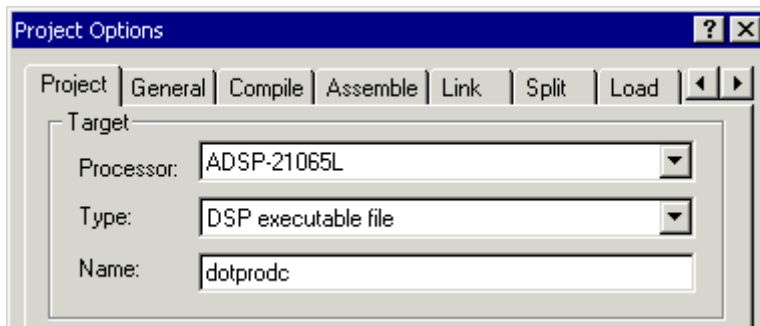 Project Options
Project General Compile Assemble Link Split Load
Target
Processor: ADSP-21065L
Type: DSP executable file
Name: dotprodc